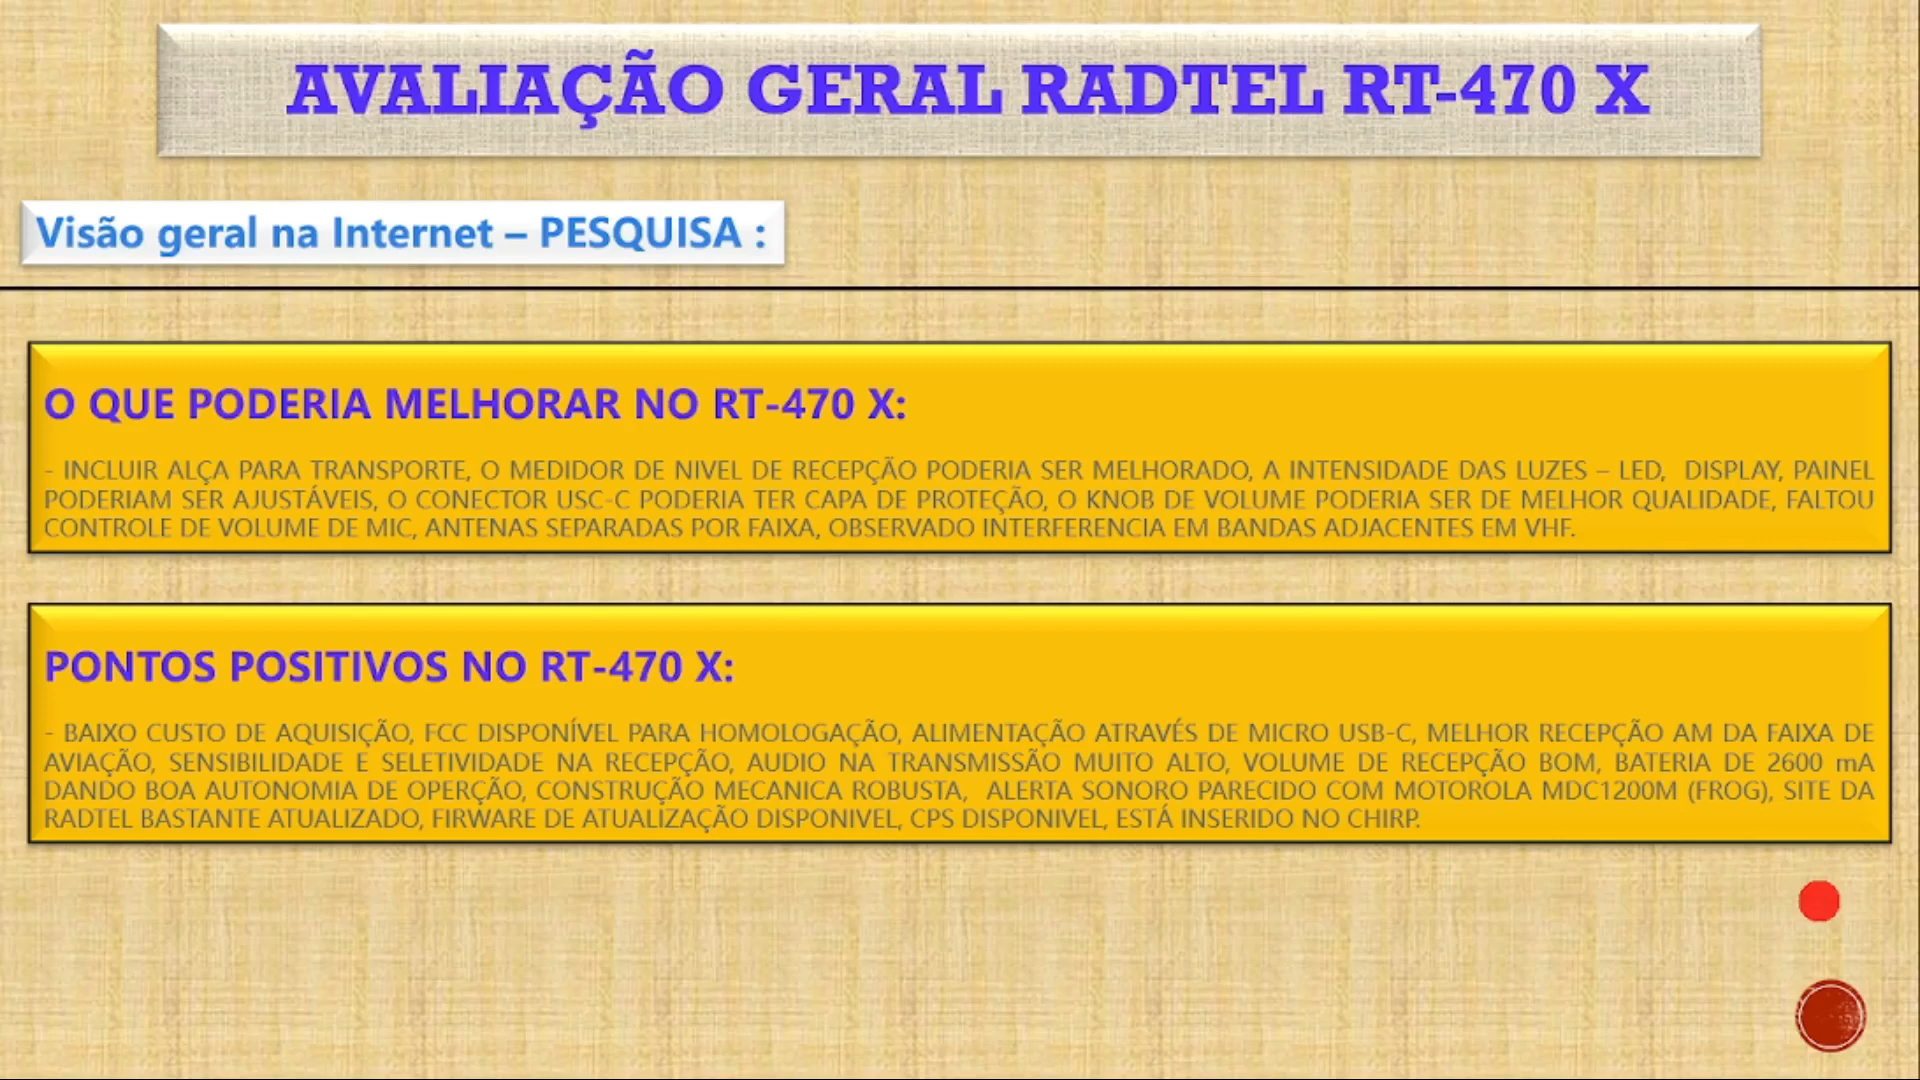 AVALIAÇÃO GERAL RADTEL RT-470 X
Visão geral na Internet – PESQUISA :
O QUE PODERIA MELHORAR NO RT-470 X:
- INCLUIR ALÇA PARA TRANSPORTE, O MEDIDOR DE NIVEL DE RECEPÇÃO PODERIA SER MELHORADO, A INTENSIDADE DAS LUZES – LED, DISPLAY, PAINEL
PODERIAM SER AJUSTÁVEIS, O CONECTOR USC-C PODERIA TER CAPA DE PROTEÇÃO, O KNOB DE VOLUME PODERIA SER DE MELHOR QUALIDADE, FALTOU
CONTROLE DE VOLUME DE MIC, ANTENAS SEPARADAS POR FAIXA, OBSERVADO INTERFERENCIA EM BANDAS ADJACENTES EM VHF.
PONTOS POSITIVOS NO RT-470 X:
- BAIXO CUSTO DE AQUISIÇÃO, FCC DISPONÍVEL PARA HOMOLOGAÇÃO, ALIMENTAÇÃO ATRAVÉS DE MICRO USB-C, MELHOR RECEPÇÃO AM DA FAIXA DE
AVIAÇÃO, SENSIBILIDADE E SELETIVIDADE NA RECEPÇÃO, AUDIO NA TRANSMISSÃO MUITO ALTO, VOLUME DE RECEPÇÃO BOM, BATERIA DE 2600 mA
DANDO BOA AUTONOMIA DE OPERÇÃO, CONSTRUÇÃO MECANICA ROBUSTA, ALERTA SONORO PARECIDO COM MOTOROLA MDC1200M (FROG), SITE DA
RADTEL BASTANTE ATUALIZADO, FIRWARE DE ATUALIZAÇÃO DISPONIVEL, CPS DISPONIVEL, ESTÁ INSERIDO NO CHIRP.